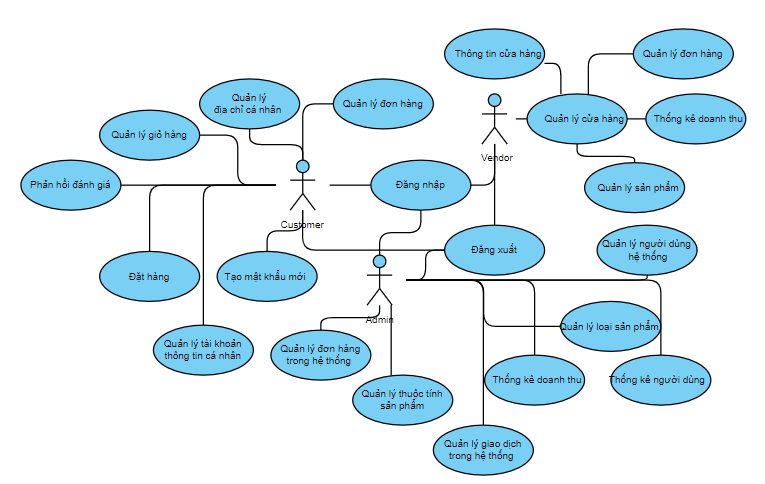 Thông tin cửa hàng
Quản lý đơn hàng
Quản lý
địa chỉ cá nhân
Quản lý đơn hàng
Quản lý cửa hàng
Thống kê doanh thu
Quản lý giỏ hàng
Vendor
Phản hồi đánh giá
Đăng nhập
Quản lý sản phẩm
Customer
Đăng xuất
Quản lý người dùng
hệ thống
Đặt hàng
Tạo mật khẩu mới
Admin
Quản lý loại sản phẩm
Quản lý tài khoản
thông tin cá nhân
Quản lý đơn hàng
trong hệ thống
Thống kê doanh thu
Thống kê người dùng
Quản lý thuộc tính
sản phẩm
Quản lý giao dịch
trong hệ thống